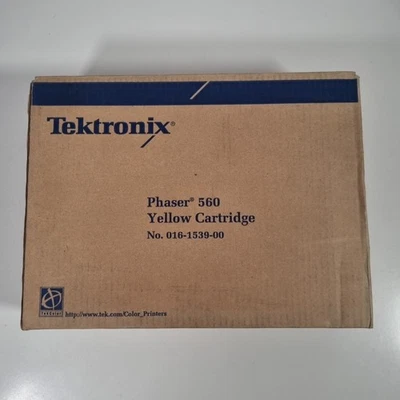 Tektronix®
Phaser® 560
Yellow Cartridge
No. 016-1539-00
http://www.tek.com/Color_Printers